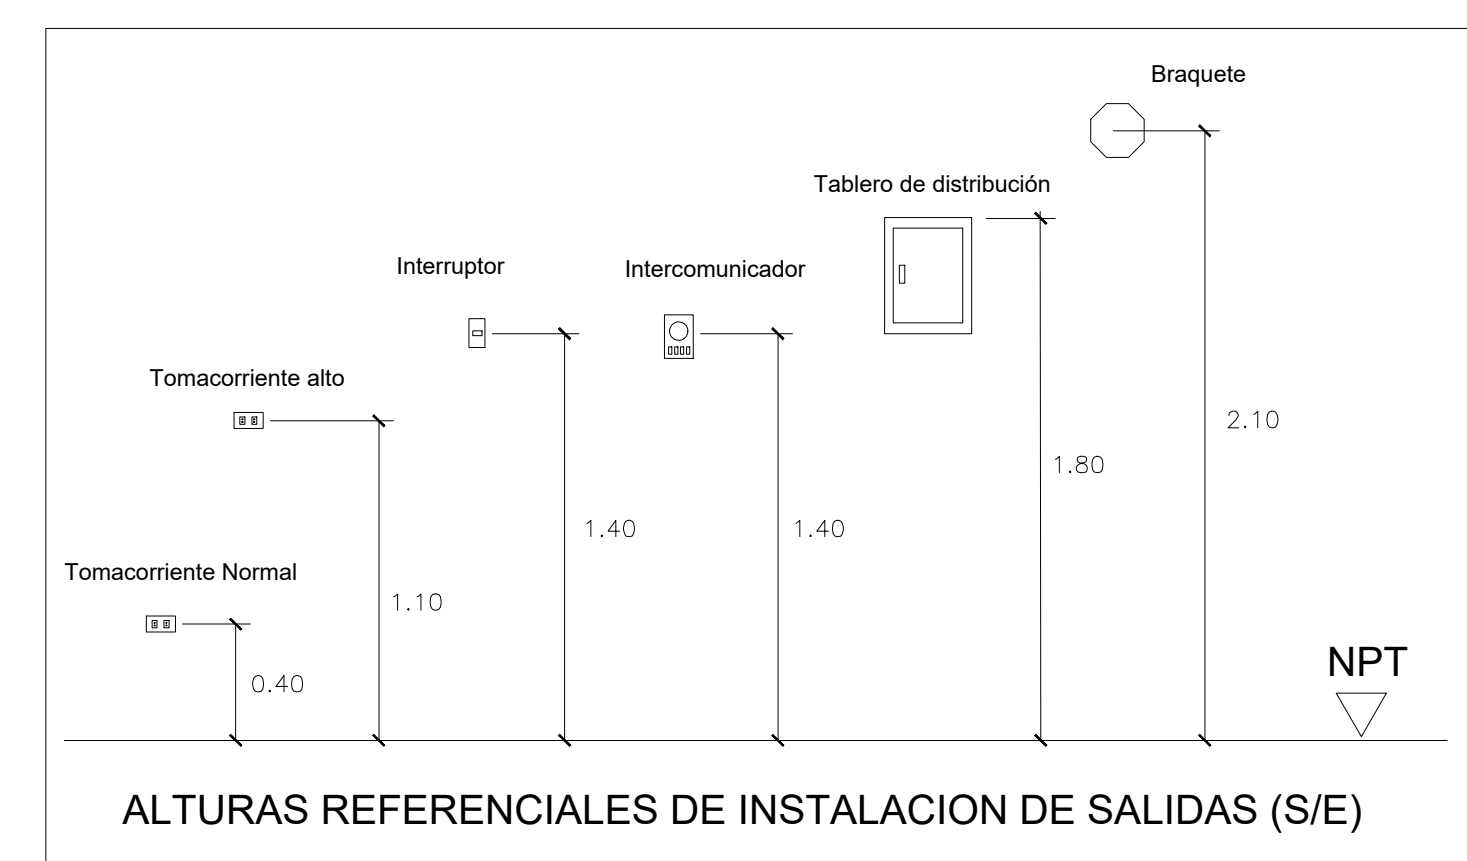 Braquete
Tablero de distribución
Interruptor
Intercomunicador
Tomacorriente alto
2.10
1.80
1.40
1.40
Tomacorriente Normal
1.10
NPT
0.40
ALTURAS REFERENCIALES DE INSTALACION DE SALIDAS (S/E)